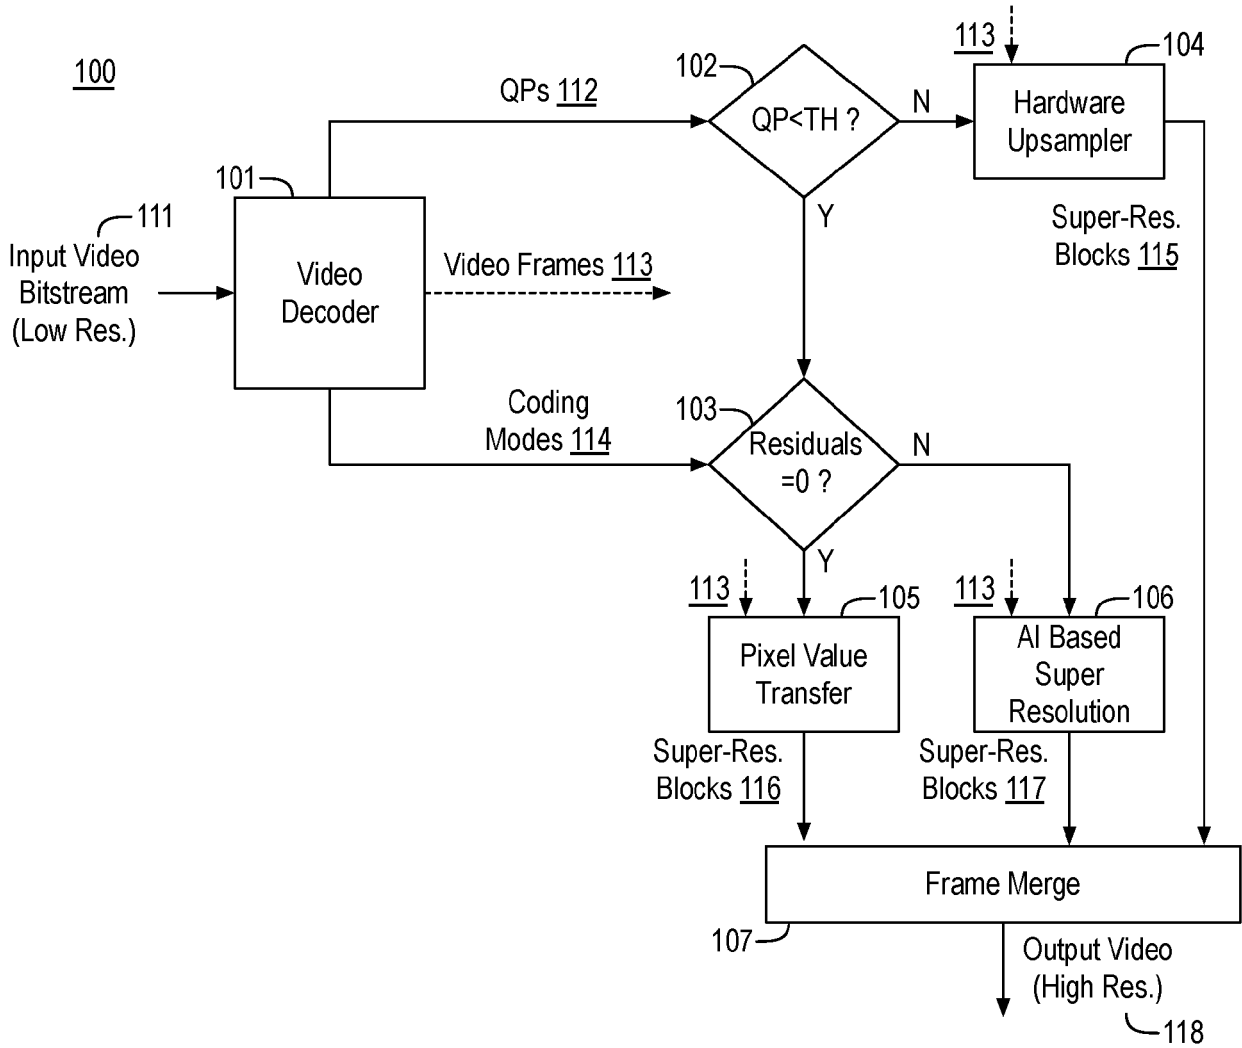 100
113
104
102
QPs 112
QP<TH ?
N
Hardware
Upsampler
101
111
Y
Input Video
Bitstream
(Low Res.)
Video
Decoder
Video Frames 113
Super-Res.
Blocks 115
Coding
Modes 114
103
Residuals
=0 ?
N
Y
113
105
113
106
Pixel Value
Transfer
AI Based
Super
Resolution
Super-Res.
Blocks 116
Super-Res.
Blocks 117
Frame Merge
107
Output Video
(High Res.)
118